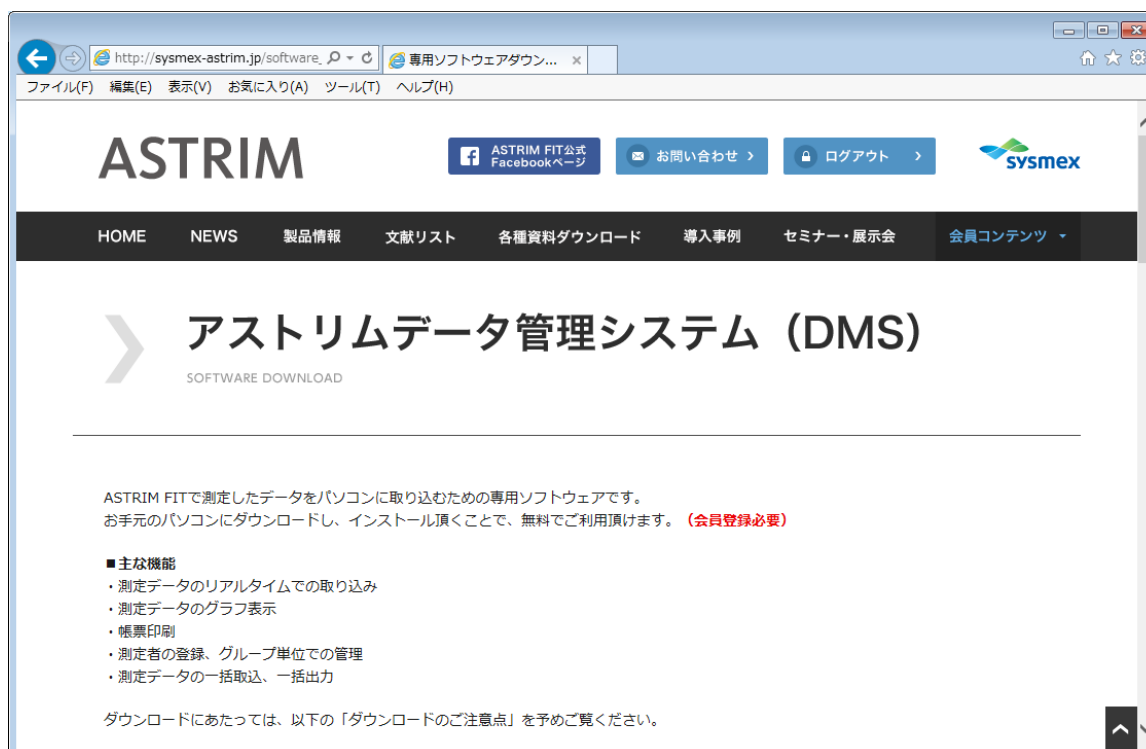 http://sysmex-astrim.jp/software_
専用ソフトウェアダウン...
ファイル(F) 編集(E) 表示(V) お気に入り(A) ツール(T) ヘルプ(H)
ASTRIM
ASTRIM FIT公式
Facebookページ
お問い合わせ
ログアウト
sysmex
HOME NEWS 製品情報 文献リスト 各種資料ダウンロード 導入事例 セミナー・展示会 会員コンテンツ
アストリムデータ管理システム（DMS）
SOFTWARE DOWNLOAD
ASTRIM FITで測定したデータをパソコンに取り込むための専用ソフトウェアです。
お手元のパソコンにダウンロードし、インストール頂くことで、無料でご利用頂けます。（会員登録必要）
■主な機能
・測定データのリアルタイムでの取り込み
・測定データのグラフ表示
・帳票印刷
・測定者の登録、グループ単位での管理
・測定データの一括取込、一括出力
ダウンロードにあたっては、以下の「ダウンロードのご注意点」を予めご覧ください。